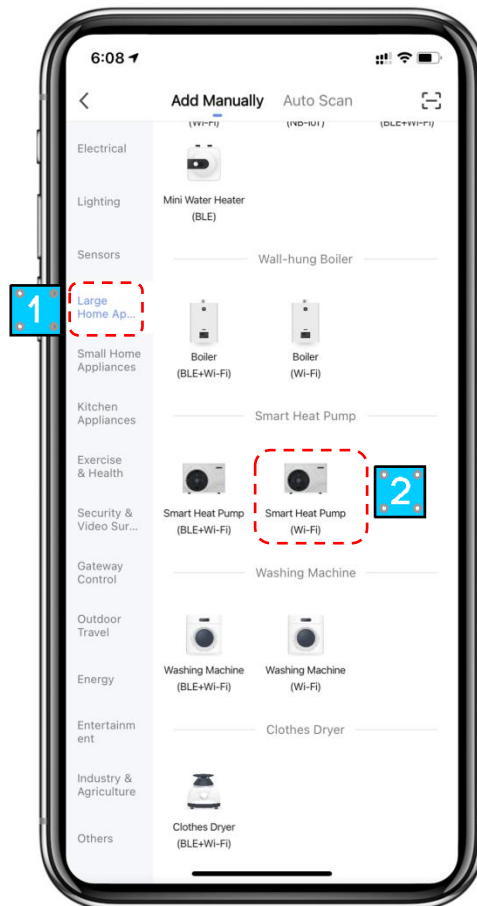 6:08
Add Manually Auto Scan
(Wi-Fi) (NB-IoT) (BLE+Wi-Fi)
Electrical
Mini Water Heater
(BLE)
Lighting
Sensors
Wall-hung Boiler
1
Large
Home Ap...
Boiler
(BLE+Wi-Fi)
Boiler
(Wi-Fi)
Small Home
Appliances
Kitchen
Appliances
Smart Heat Pump
Exercise
& Health
Smart Heat Pump
(BLE+Wi-Fi)
Smart Heat Pump
(Wi-Fi)
2
Security &
Video Sur...
Gateway
Control
Washing Machine
Outdoor
Travel
Washing Machine
(BLE+Wi-Fi)
Washing Machine
(Wi-Fi)
Energy
Entertainm
ent
Clothes Dryer
Industry &
Agriculture
Clothes Dryer
(BLE+Wi-Fi)
Others